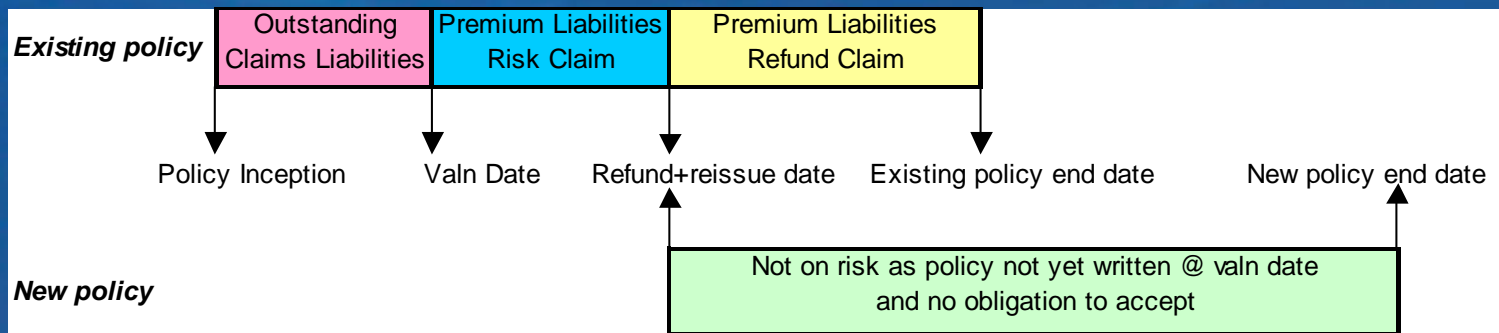 Existing policy
Outstanding
Claims Liabilities
Premium Liabilities
Risk Claim
Premium Liabilities
Refund Claim
Policy Inception
Valn Date
Refund+reissue date
Existing policy end date
New policy end date
New policy
Not on risk as policy not yet written @ valn date
and no obligation to accept